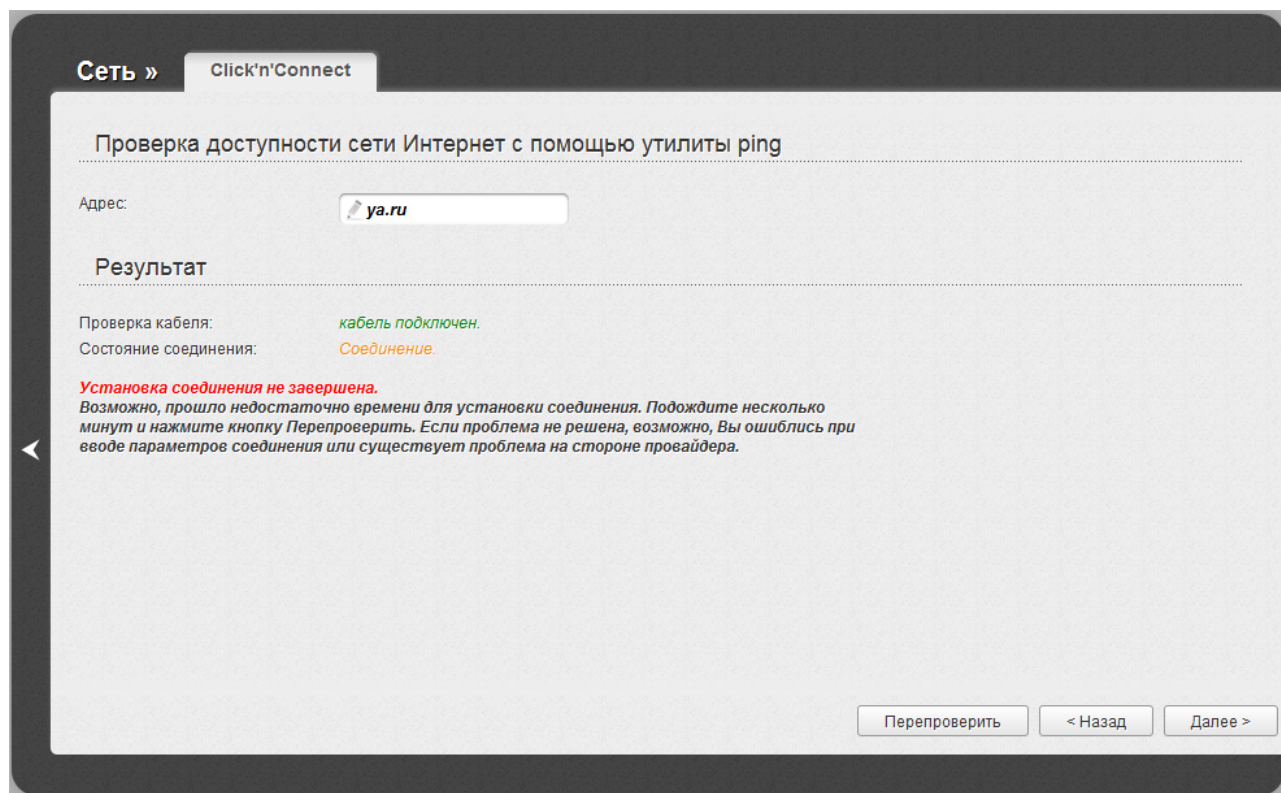 Сеть »
Click'n'Connect
Проверка доступности сети Интернет с помощью утилиты ping
Адрес:
ya.ru
Результат
Проверка кабеля:
кабель подключен.
Состояние соединения:
Соединение.
Установка соединения не завершена.
Возможно, прошло недостаточно времени для установки соединения. Подождите несколько
минут и нажмите кнопку Перепроверить. Если проблема не решена, возможно, Вы ошиблись при
вводе параметров соединения или существует проблема на стороне провайдера.
Перепроверить
< Назад
Далее >